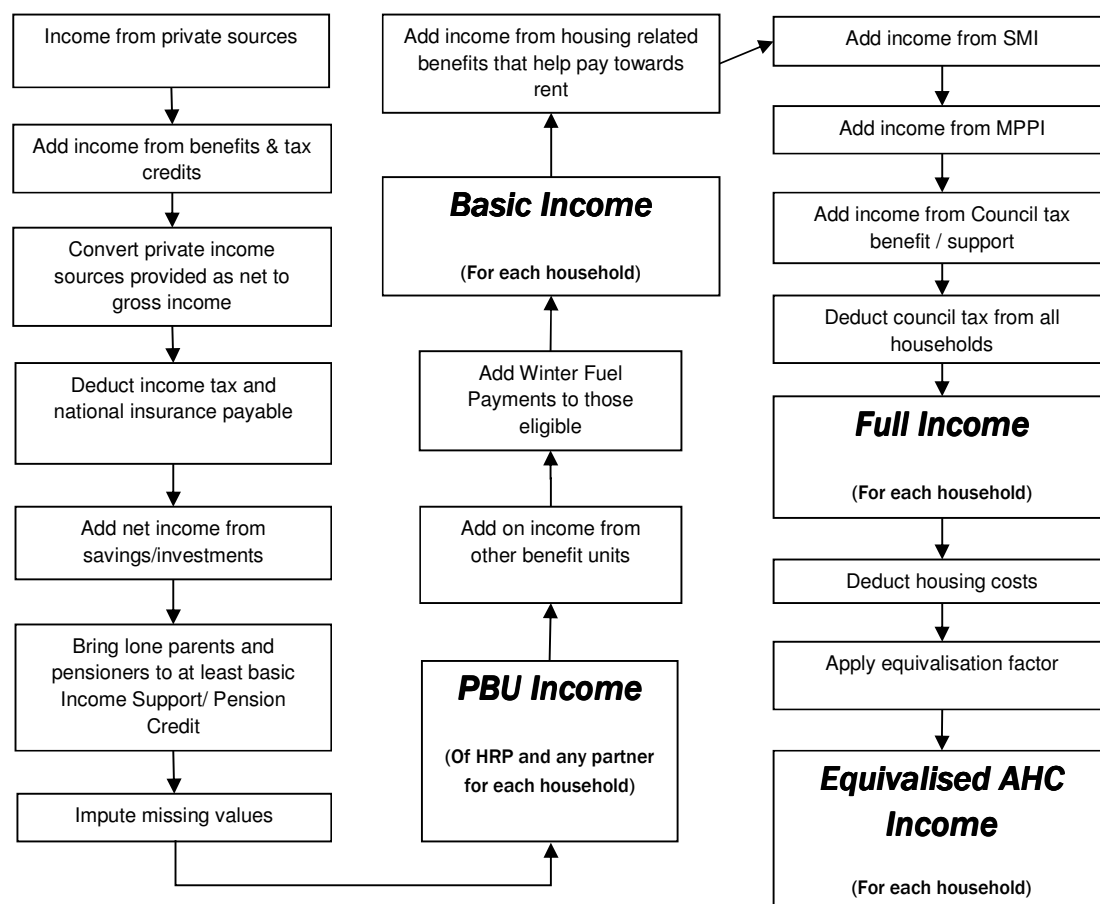 Income from private sources
Add income from benefits & tax
credits
Convert private income
sources provided as net to
gross income
Deduct income tax and
national insurance payable
Add net income from
savings/investments
Bring lone parents and
pensioners to at least basic
Income Support/ Pension
Credit
Impute missing values
PBU Income
(Of HRP and any partner
for each household)
Add on income from
other benefit units
Add Winter Fuel
Payments to those
eligible
Basic Income
(For each household)
Add income from housing related
benefits that help pay towards
rent
Add income from SMI
Add income from MPPI
Add income from Council tax
benefit / support
Deduct council tax from all
households
Full Income
(For each household)
Deduct housing costs
Apply equivalisation factor
Equivalised AHC
Income
(For each household)